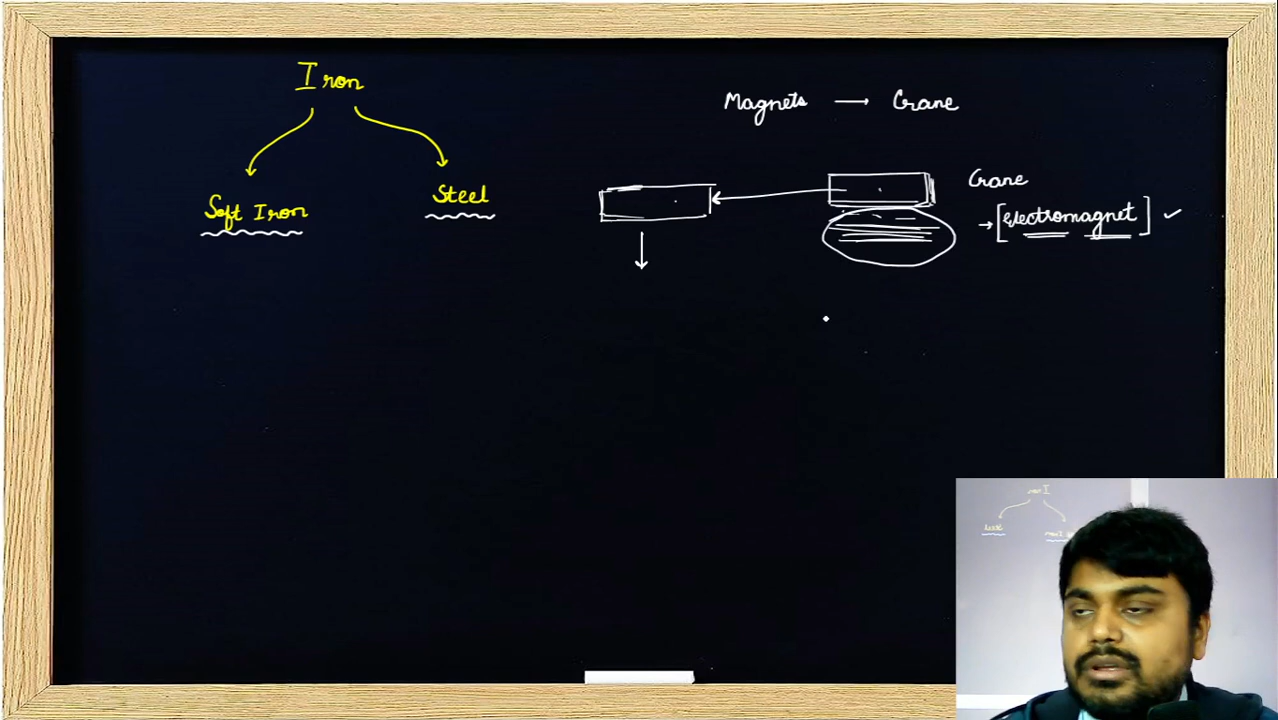 Iron
Soft Iron
Steel
Magnets → Crane
Crane
→ [Electromagnet] ✓